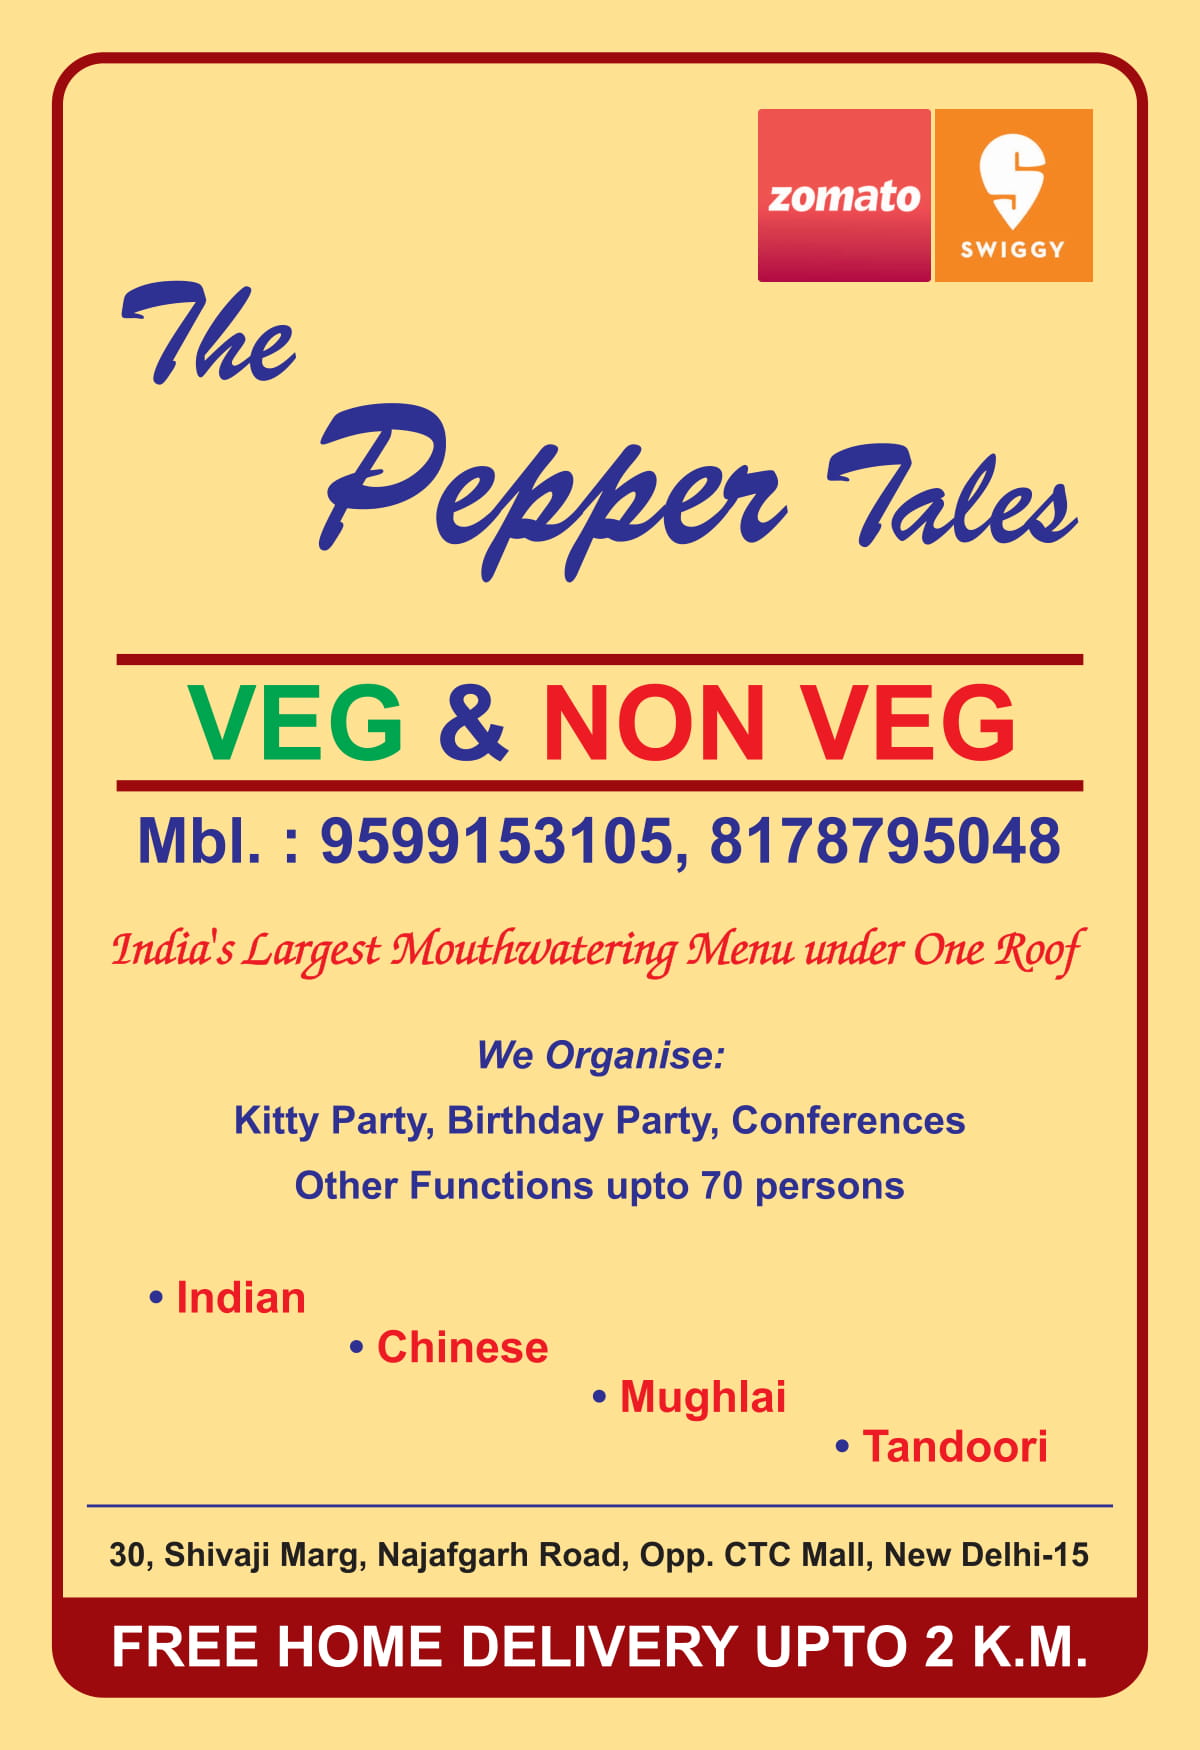 zomato
SWIGGY
The
Pepper Tales
VEG & NON VEG
Mbl. : 9599153105, 8178795048
India's Largest Mouthwatering Menu under One Roof
We Organise:
Kitty Party, Birthday Party, Conferences
Other Functions upto 70 persons
• Indian
• Chinese
• Mughlai
• Tandoori
30, Shivaji Marg, Najafgarh Road, Opp. CTC Mall, New Delhi-15
FREE HOME DELIVERY UPTO 2 K.M.